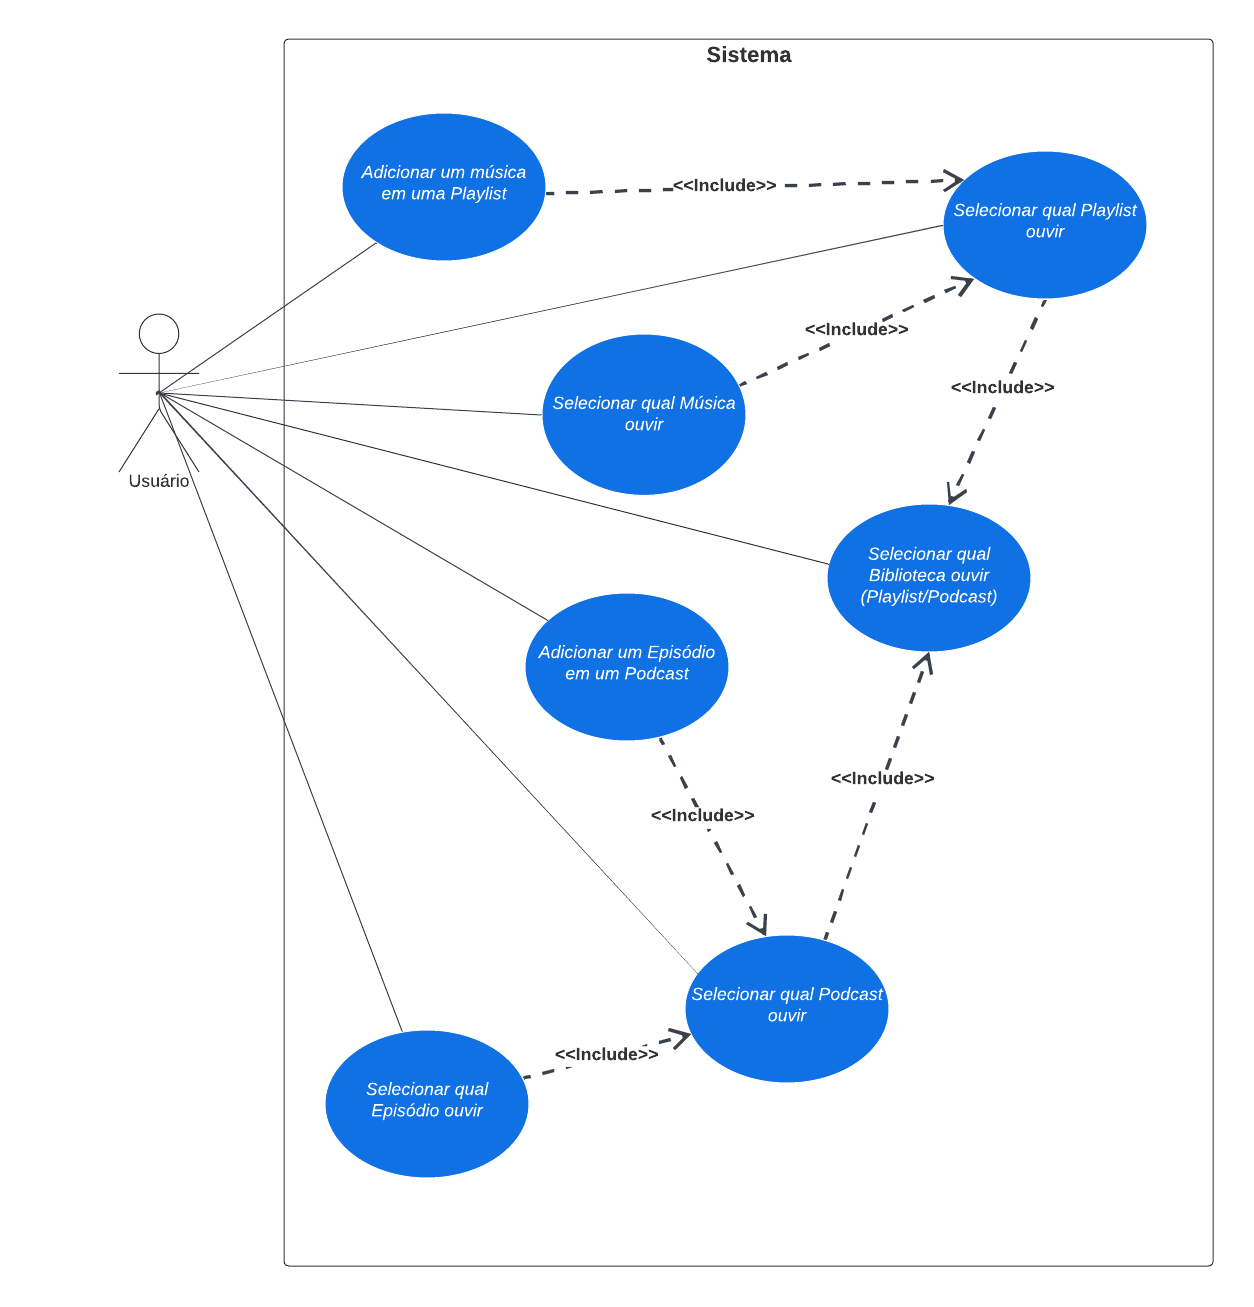 Sistema
Adicionar um música
em uma Playlist
<<Include>>
Selecionar qual Playlist
ouvir
<<Include>>
<<Include>>
Selecionar qual Música
ouvir
Usuário
Selecionar qual
Biblioteca ouvir
(Playlist/Podcast)
Adicionar um Episódio
em um Podcast
<<Include>>
<<Include>>
Selecionar qual Podcast
ouvir
<<Include>>
Selecionar qual
Episódio ouvir